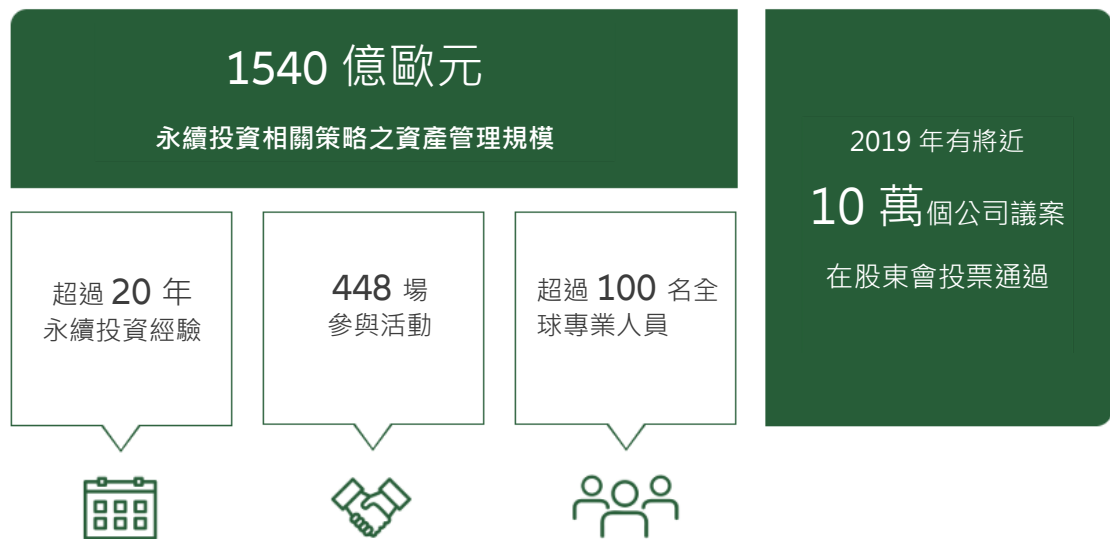 1540 億歐元
永續投資相關策略之資產管理規模
2019 年有將近
10 萬個公司議案
在股東會投票通過
超過 20 年
永續投資經驗
448 場
參與活動
超過 100 名全
球專業人員